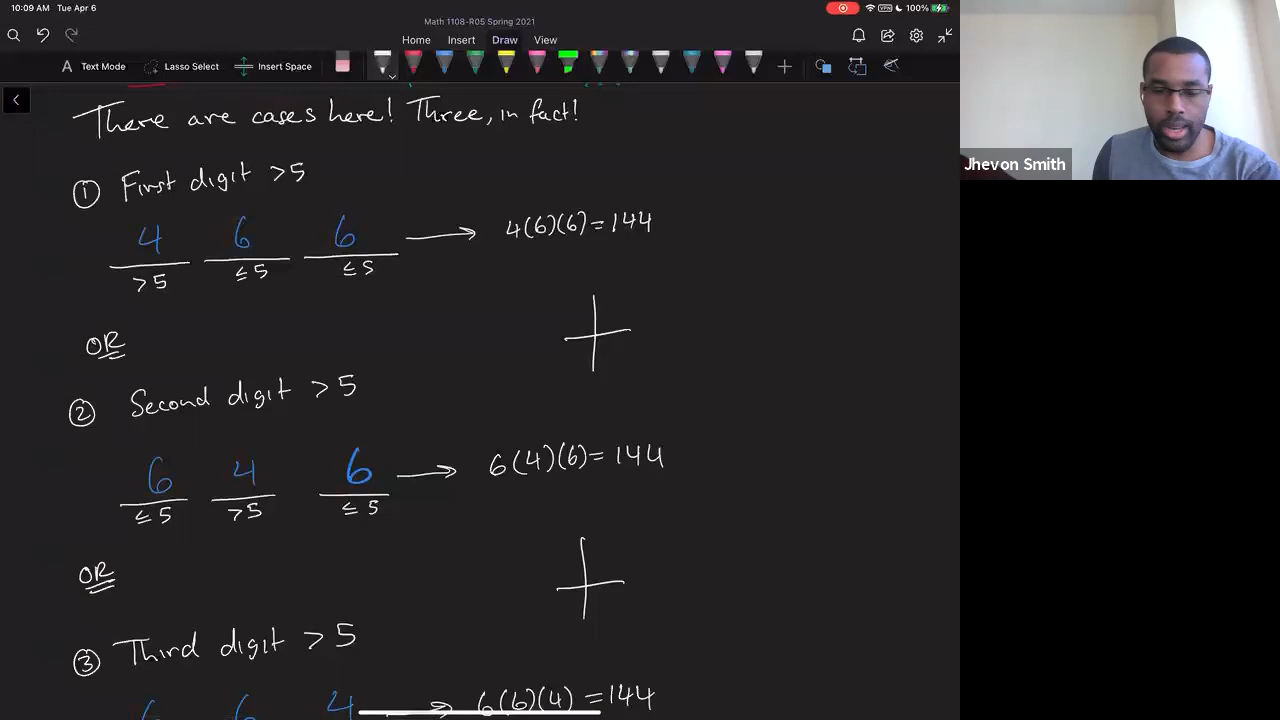 10:09 AM Tue Apr 6
VPN 100%
Math 1108-R05 Spring 2021
Home Insert Draw View
A Text Mode Lasso Select Insert Space
There are cases here! Three, in fact!
① First digit >5
4 6 6 → 4(6)(6)=144
>5 ≤5 ≤5
OR +
② Second digit >5
6 4 6 → 6(4)(6)=144
≤5 >5 ≤5
OR +
③ Third digit >5
6 6 4 → 6(6)(4)=144
Jhevon Smith